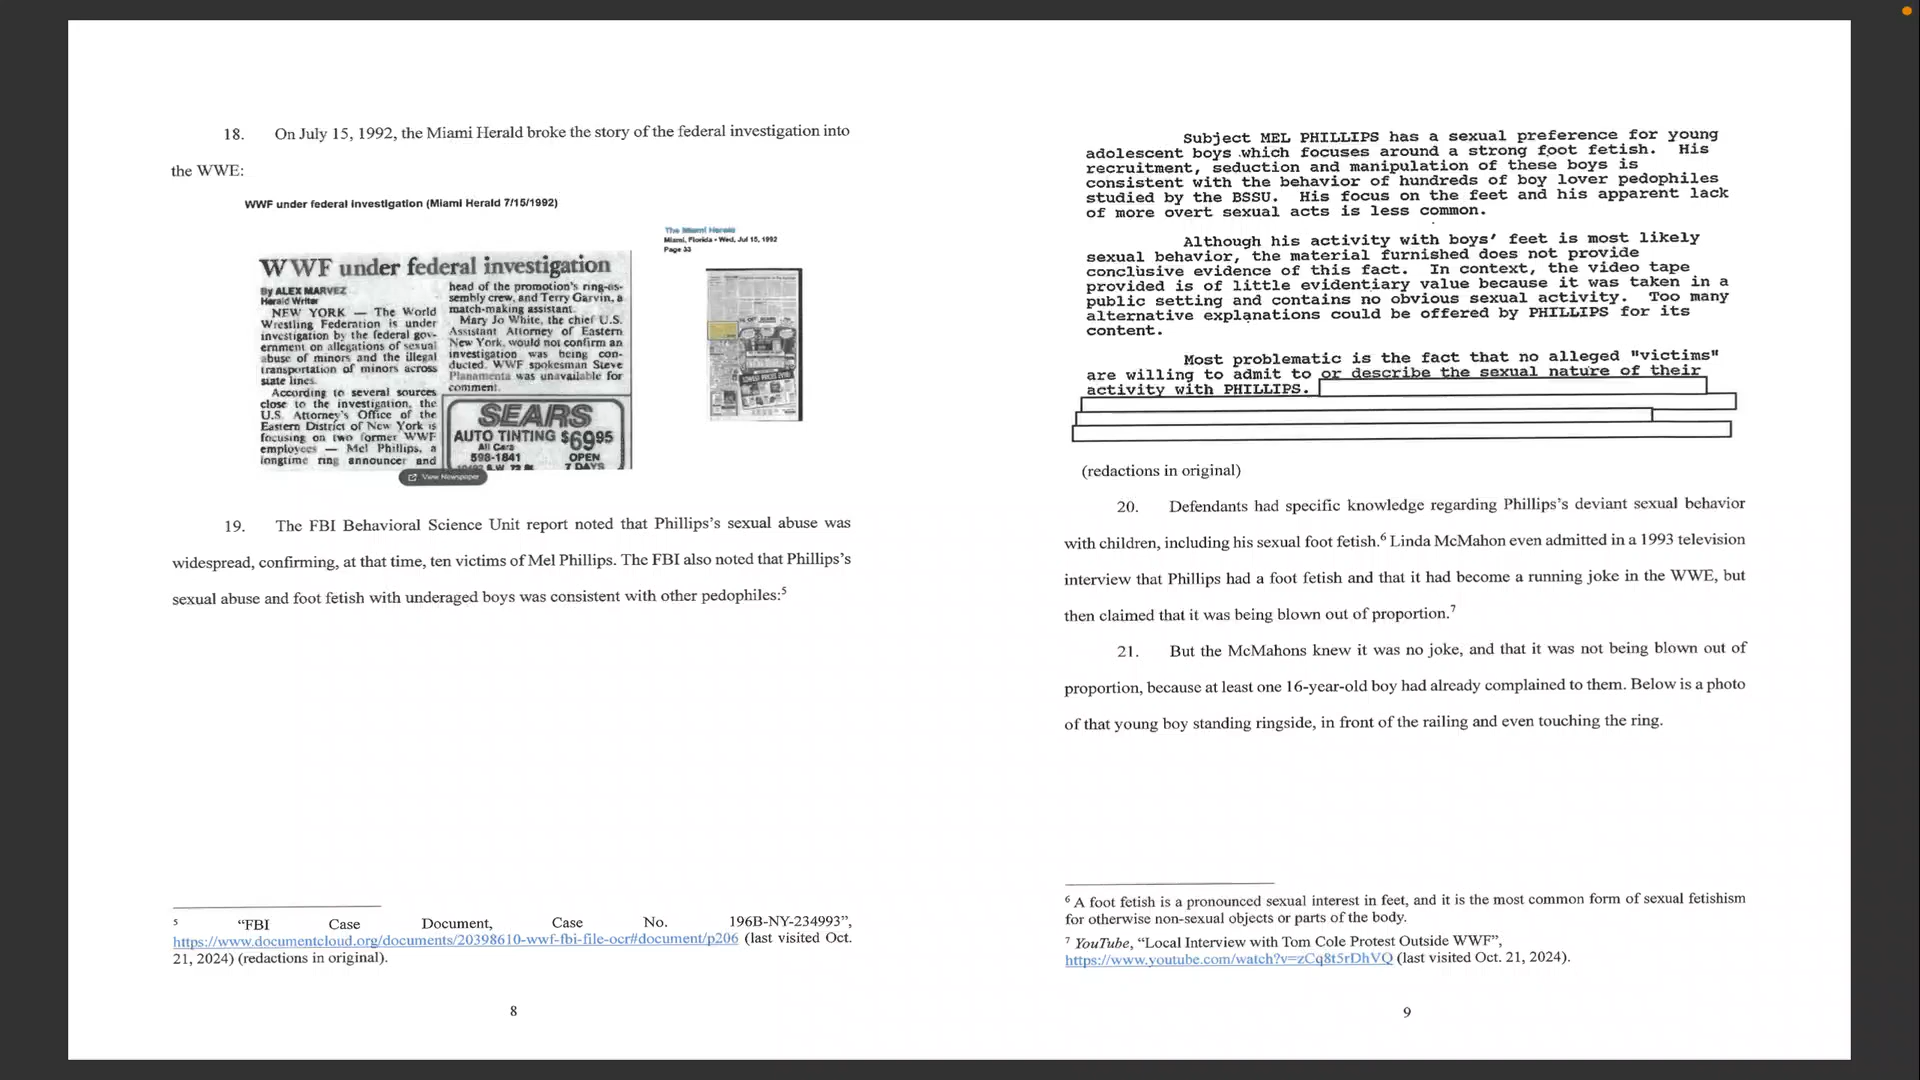 18. On July 15, 1992, the Miami Herald broke the story of the federal investigation into
the WWE:
WWF under federal investigation (Miami Herald 7/15/1992)
The Miami Herald
Miami, Florida • Wed, Jul 15, 1992
Page 33
WWF under federal investigation
By ALEX MARVEZ
Herald Writer
NEW YORK — The World
Wrestling Federation is under
investigation by the federal gov-
ernment on allegations of sexual
abuse of minors and the illegal
transportation of minors across
state lines.
According to several sources
close to the investigation, the
U.S. Attorney's Office of the
Eastern District of New York is
focusing on two former WWF
employees — Mel Phillips, a
longtime ring announcer and
head of the promotion's ring-as-
sembly crew, and Terry Garvin, a
match-making assistant.
Mary Jo White, the chief U.S.
Assistant Attorney of Eastern
New York, would not confirm an
investigation was being con-
ducted. WWF spokesman Steve
Planamenta was unavailable for
comment.
SEARS
AUTO TINTING $6995
All Cars
598-1841 OPEN
7 DAYS
View Newspaper
19. The FBI Behavioral Science Unit report noted that Phillips's sexual abuse was
widespread, confirming, at that time, ten victims of Mel Phillips. The FBI also noted that Phillips's
sexual abuse and foot fetish with underaged boys was consistent with other pedophiles:5
5 “FBI Case Document, Case No. 196B-NY-234993”,
https://www.documentcloud.org/documents/20398610-wwf-fbi-file-ocr#document/p206 (last visited Oct.
21, 2024) (redactions in original).
8
Subject MEL PHILLIPS has a sexual preference for young
adolescent boys which focuses around a strong foot fetish. His
recruitment, seduction and manipulation of these boys is
consistent with the behavior of hundreds of boy lover pedophiles
studied by the BSSU. His focus on the feet and his apparent lack
of more overt sexual acts is less common.
Although his activity with boys' feet is most likely
sexual behavior, the material furnished does not provide
conclusive evidence of this fact. In context, the video tape
provided is of little evidentiary value because it was taken in a
public setting and contains no obvious sexual activity. Too many
alternative explanations could be offered by PHILLIPS for its
content.
Most problematic is the fact that no alleged "victims"
are willing to admit to or describe the sexual nature of their
activity with PHILLIPS.
(redactions in original)
20. Defendants had specific knowledge regarding Phillips's deviant sexual behavior
with children, including his sexual foot fetish.6 Linda McMahon even admitted in a 1993 television
interview that Phillips had a foot fetish and that it had become a running joke in the WWE, but
then claimed that it was being blown out of proportion.7
21. But the McMahons knew it was no joke, and that it was not being blown out of
proportion, because at least one 16-year-old boy had already complained to them. Below is a photo
of that young boy standing ringside, in front of the railing and even touching the ring.
6 A foot fetish is a pronounced sexual interest in feet, and it is the most common form of sexual fetishism
for otherwise non-sexual objects or parts of the body.
7 YouTube, “Local Interview with Tom Cole Protest Outside WWF”,
https://www.youtube.com/watch?v=zCq8t5rDhVQ (last visited Oct. 21, 2024).
9